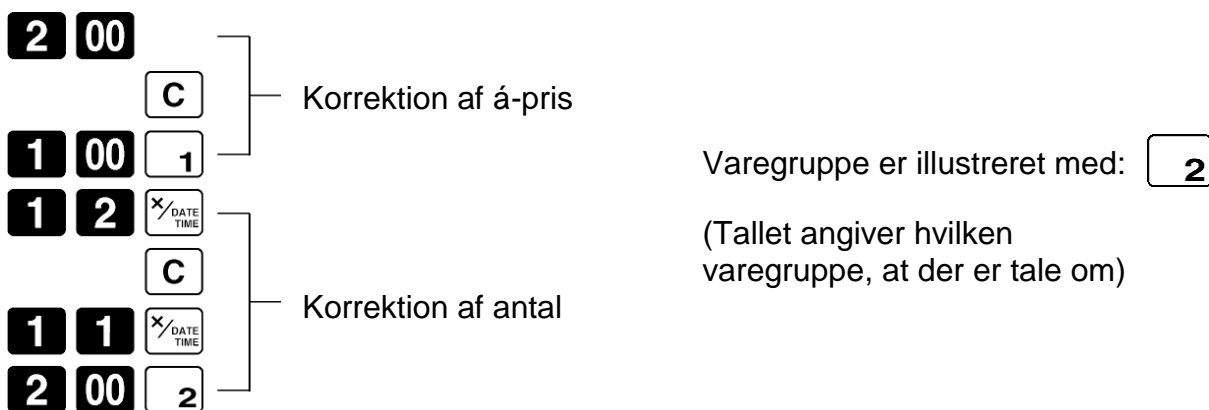 2 00
C
Korrektion af á-pris
1 00 1
1 2 ×/DATE TIME
C
Korrektion af antal
1 1 ×/DATE TIME
2 00 2
Varegruppe er illustreret med: 2
(Tallet angiver hvilken
varegruppe, at der er tale om)